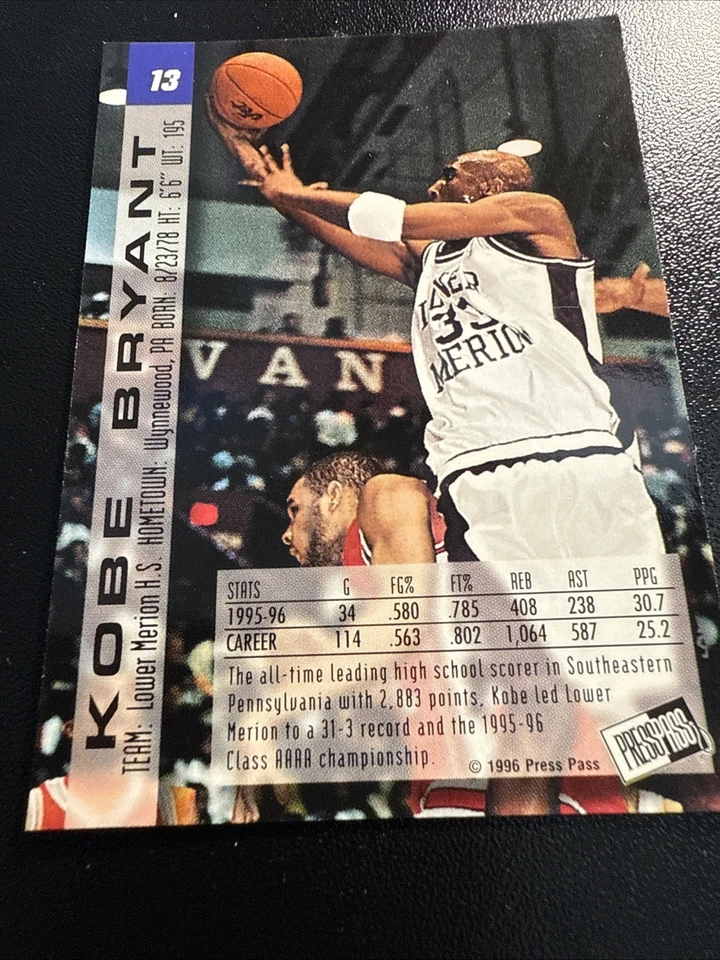 13
KOBE BRYANT
TEAM: Lower Merion H.S. HOMETOWN: Wynnewood, PA BORN: 8/23/78 HT: 6'6" WT: 195
VAN
LOWER
33
MERION
STATS G FG% FT% REB AST PPG
1995-96 34 .580 .785 408 238 30.7
CAREER 114 .563 .802 1,064 587 25.2
The all-time leading high school scorer in Southeastern
Pennsylvania with 2,883 points, Kobe led Lower
Merion to a 31-3 record and the 1995-96
Class AAAA championship.
© 1996 Press Pass
PRESS PASS